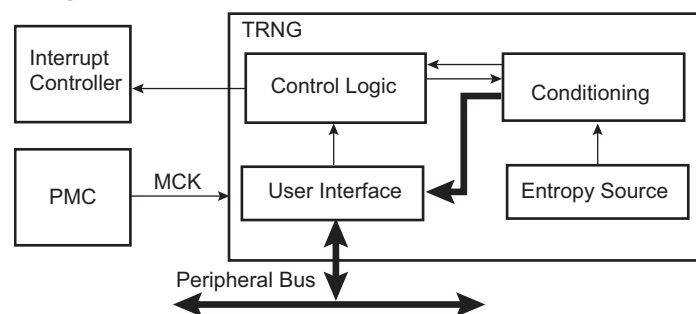 TRNG
Interrupt
Controller
Control Logic
Conditioning
PMC
MCK
User Interface
Entropy Source
Peripheral Bus